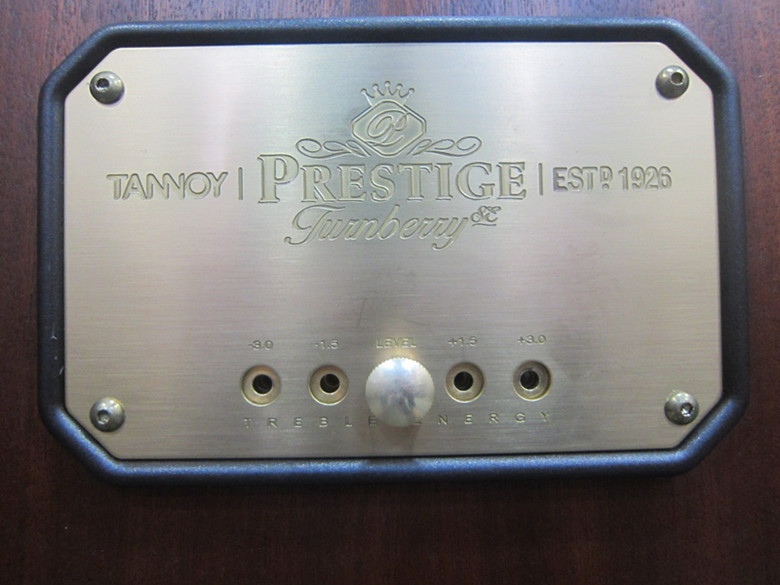 TANNOY | PRESTIGE | ESTD. 1926
Turnberry SE
-3.0 -1.5 LEVEL +1.5 +3.0
TREBLE ENERGY